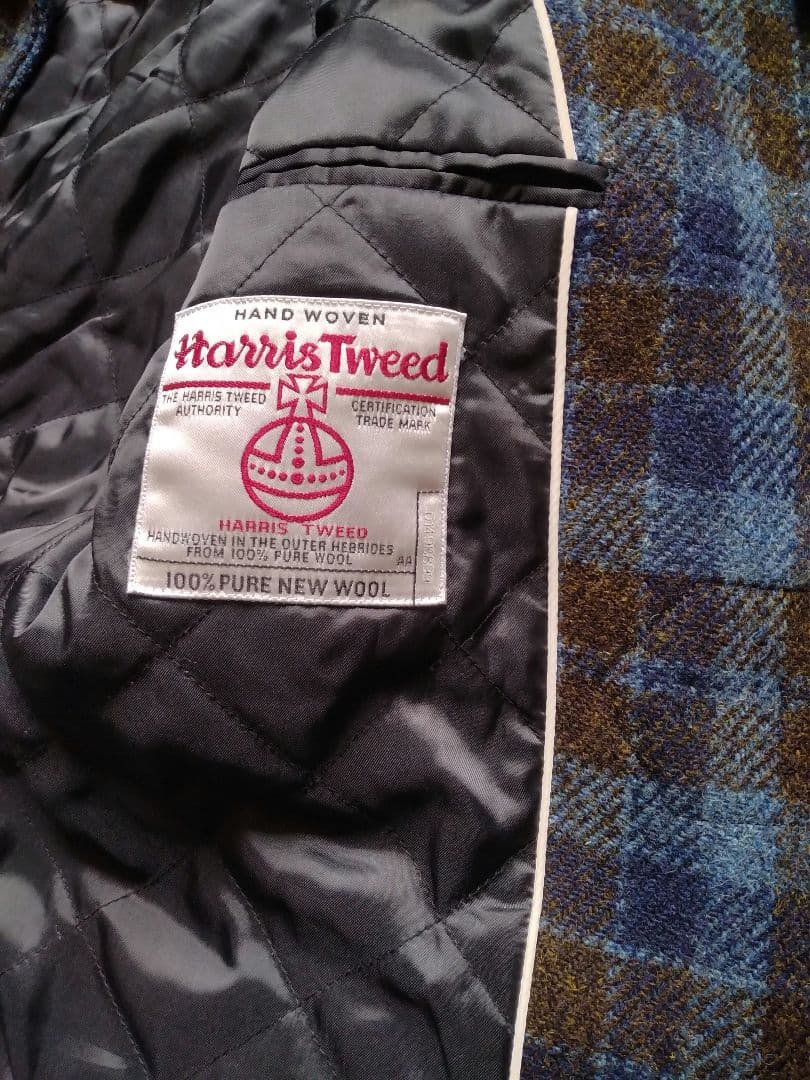 HAND WOVEN
Harris Tweed
THE HARRIS TWEED AUTHORITY
CERTIFICATION TRADE MARK
HARRIS TWEED
HANDWOVEN IN THE OUTER HEBRIDES
FROM 100% PURE WOOL
AA
100% PURE NEW WOOL